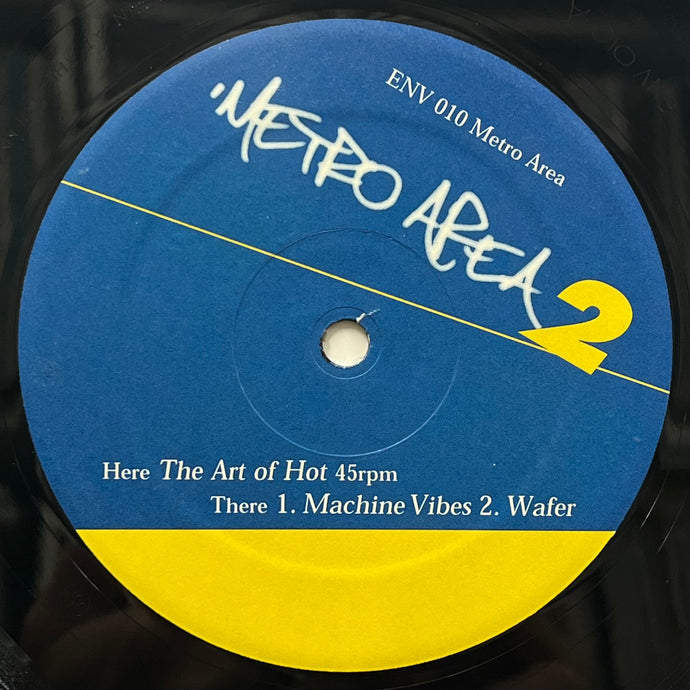 ENV 010 Metro Area
METRO AREA
2
Here The Art of Hot 45rpm
There 1. Machine Vibes 2. Wafer